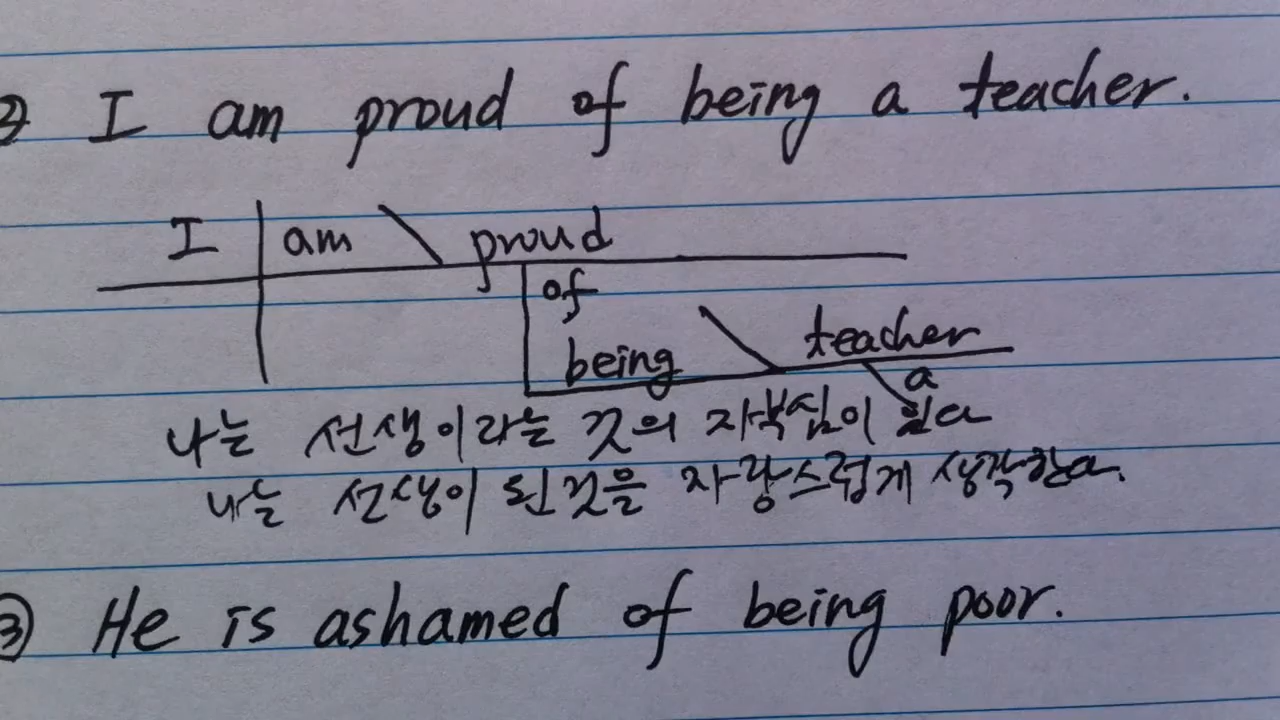 ② I am proud of being a teacher.
I am proud
of
being teacher
a
나는 선생이라는 것의 자부심이 있다
나는 선생이 된것을 자랑스럽게 생각한다.
③ He is ashamed of being poor.